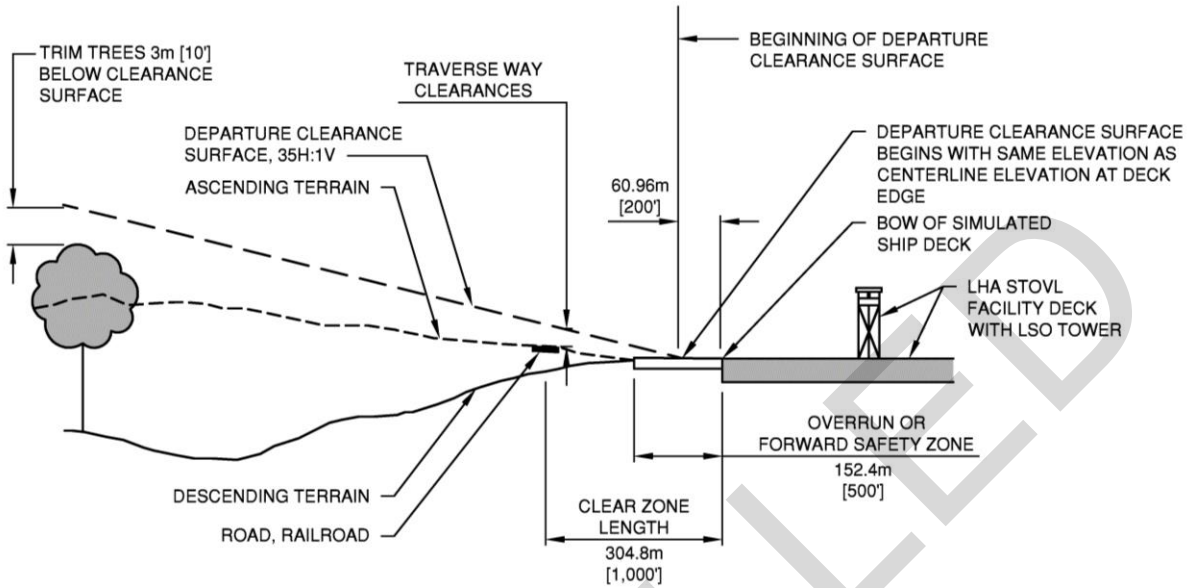 TRIM TREES 3m [10']
BELOW CLEARANCE
SURFACE
TRAVERSE WAY
CLEARANCES
BEGINNING OF DEPARTURE
CLEARANCE SURFACE
DEPARTURE CLEARANCE
SURFACE, 35H:1V
ASCENDING TERRAIN
60.96m
[200']
DEPARTURE CLEARANCE SURFACE
BEGINS WITH SAME ELEVATION AS
CENTERLINE ELEVATION AT DECK
EDGE
BOW OF SIMULATED
SHIP DECK
LHA STOVL
FACILITY DECK
WITH LSO TOWER
OVERRUN OR
FORWARD SAFETY ZONE
152.4m
[500']
DESCENDING TERRAIN
ROAD, RAILROAD
CLEAR ZONE
LENGTH
304.8m
[1,000']
LED